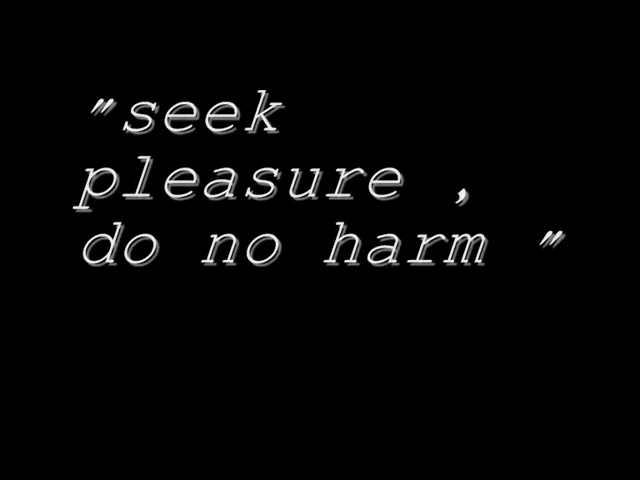 "seek
pleasure ,
do no harm "